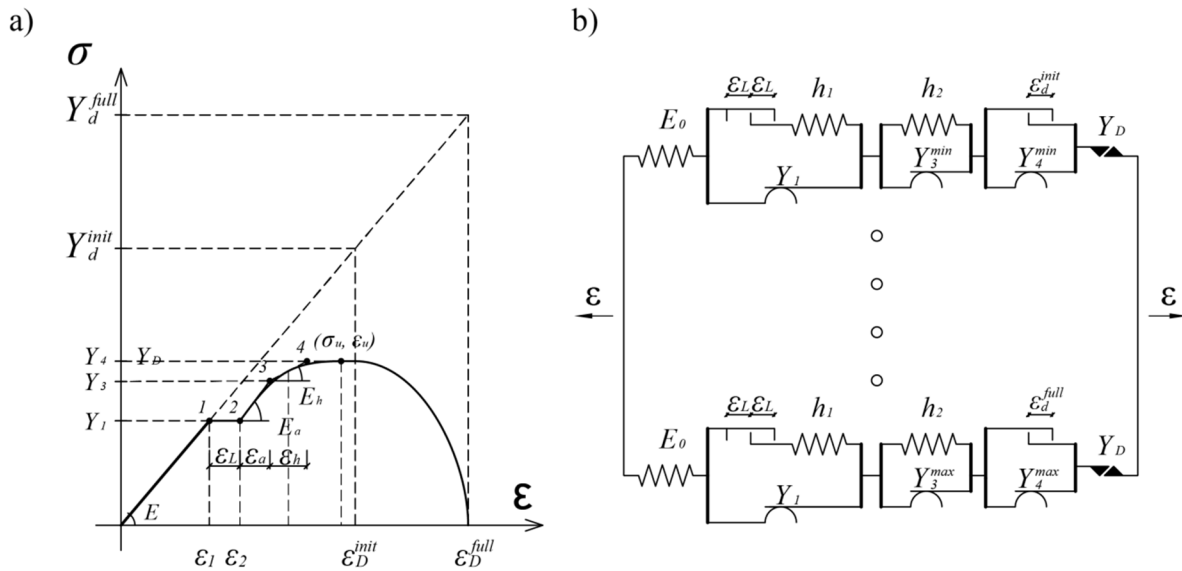 a)
σ
Y_d^full
Y_d^init
Y_4 Y_D
Y_3
Y_1
1 2 3 4 (σ_u, ε_u)
E_h
E_a
ε_L ε_a ε_h
E
ε
ε_1 ε_2 ε_D^init ε_D^full
b)
ε_L ε_L h_1 h_2 ε_d^init
E_0 Y_D
Y_1 Y_3^min Y_4^min
ε ε
ε_L ε_L h_1 h_2 ε_d^full
E_0 Y_D
Y_1 Y_3^max Y_4^max